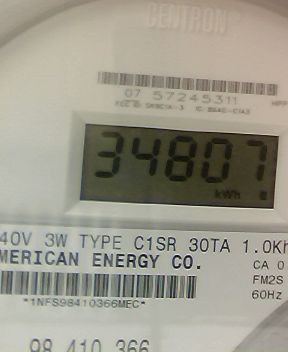 CENTRON
07 57245311
34807
kWh
40V 3W TYPE C1SR 30TA 1.0Kh
MERICAN ENERGY CO.
CA 0
FM2S
60Hz
*1NFS98410366MEC*
98 410 366